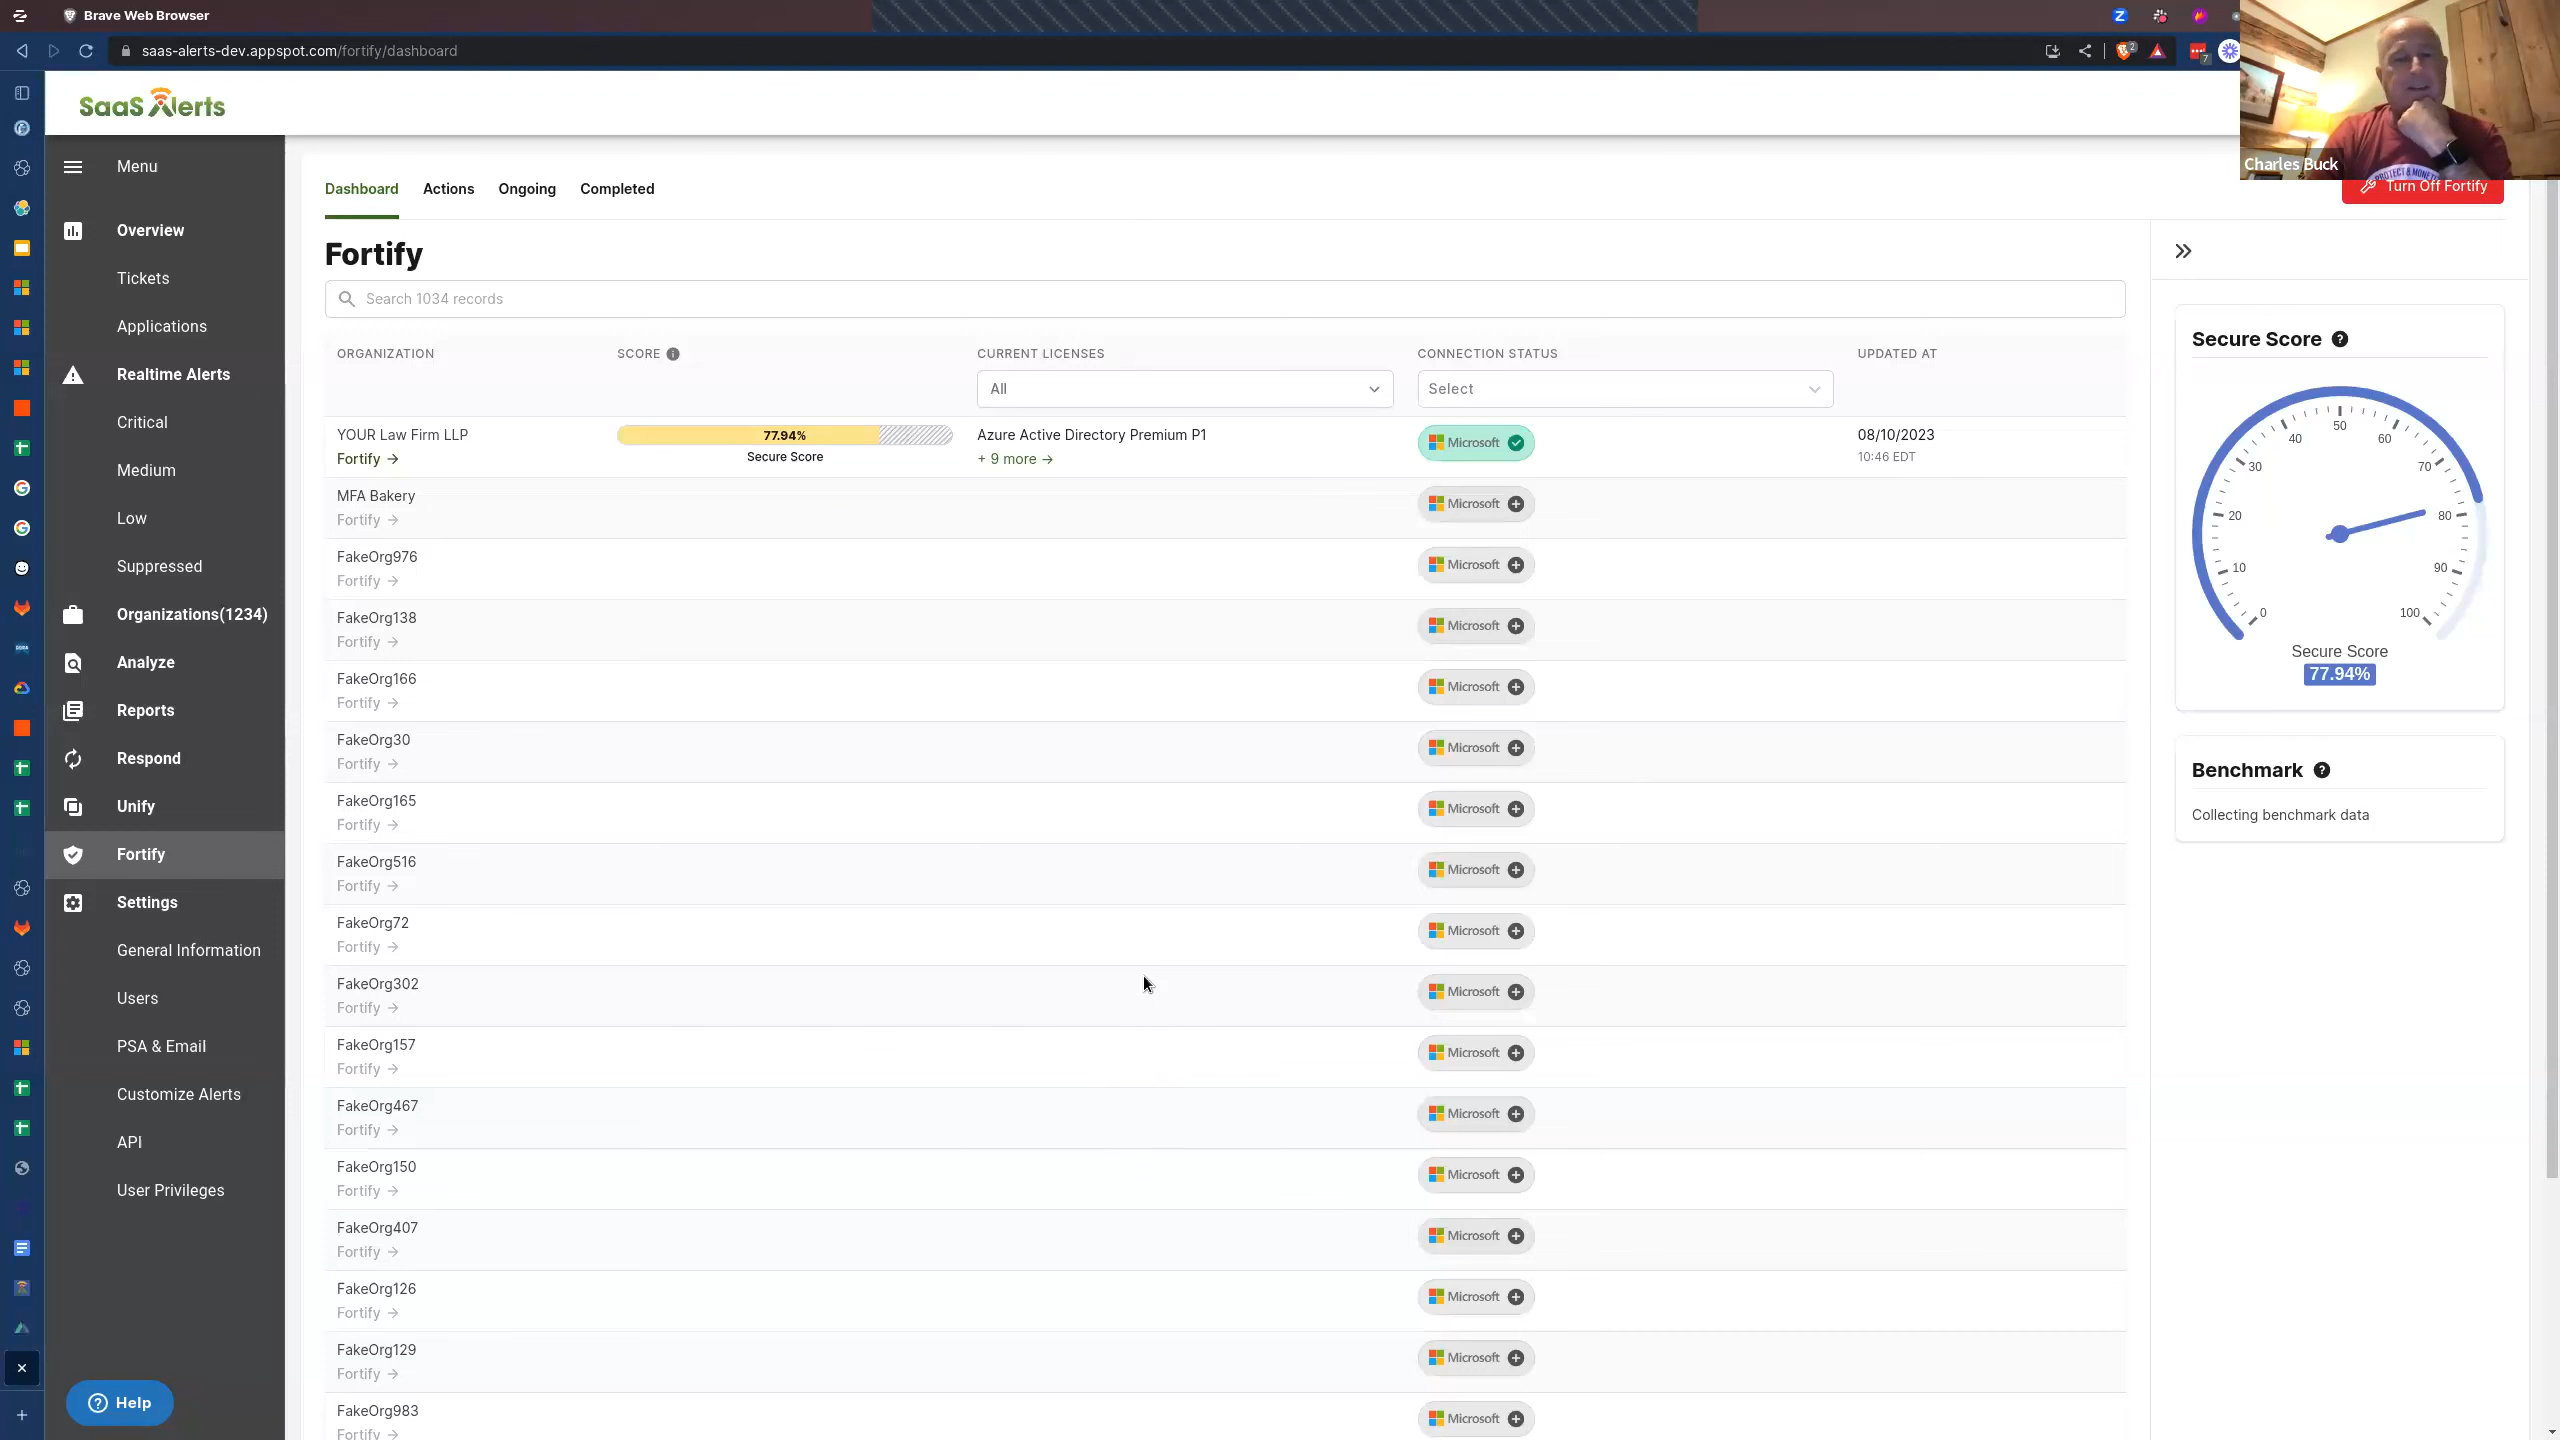 Brave Web Browser
saas-alerts-dev.appspot.com/fortify/dashboard
2
7
SaaS Alerts
Charles Buck
PROTECT & MONE
Menu
Overview
Tickets
Applications
Realtime Alerts
Critical
Medium
Low
Suppressed
Organizations(1234)
Analyze
Reports
Respond
Unify
Fortify
Settings
General Information
Users
PSA & Email
Customize Alerts
API
User Privileges
Help
Dashboard Actions Ongoing Completed
Turn Off Fortify
Fortify
Search 1034 records
ORGANIZATION SCORE CURRENT LICENSES CONNECTION STATUS UPDATED AT
All Select
YOUR Law Firm LLP 77.94% Azure Active Directory Premium P1 Microsoft 08/10/2023
Fortify → Secure Score + 9 more → 10:46 EDT
MFA Bakery Microsoft
Fortify →
FakeOrg976 Microsoft
Fortify →
FakeOrg138 Microsoft
Fortify →
FakeOrg166 Microsoft
Fortify →
FakeOrg30 Microsoft
Fortify →
FakeOrg165 Microsoft
Fortify →
FakeOrg516 Microsoft
Fortify →
FakeOrg72 Microsoft
Fortify →
FakeOrg302 Microsoft
Fortify →
FakeOrg157 Microsoft
Fortify →
FakeOrg467 Microsoft
Fortify →
FakeOrg150 Microsoft
Fortify →
FakeOrg407 Microsoft
Fortify →
FakeOrg126 Microsoft
Fortify →
FakeOrg129 Microsoft
Fortify →
FakeOrg983 Microsoft
Fortify →
Secure Score
0 10 20 30 40 50 60 70 80 90 100
Secure Score
77.94%
Benchmark
Collecting benchmark data